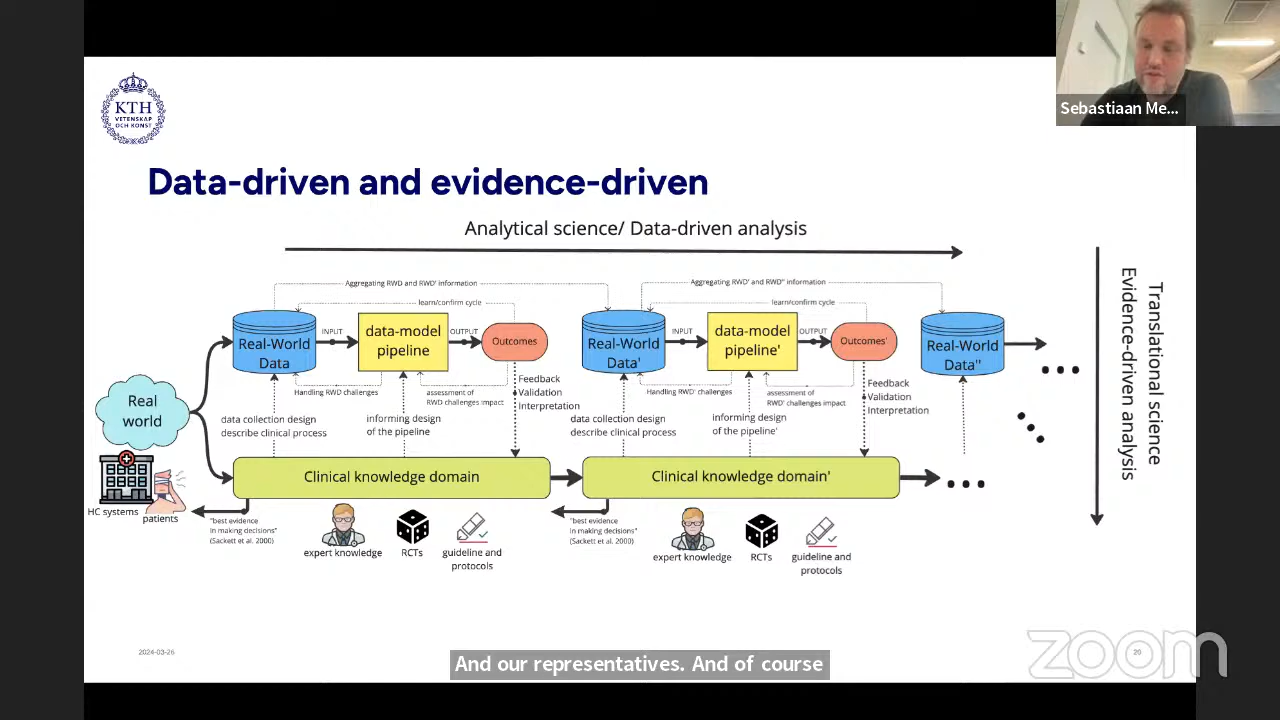 Sebastiaan Me...
KTH
VETENSKAP
OCH KONST
Data-driven and evidence-driven
Analytical science/ Data-driven analysis
Translational science
Evidence-driven analysis
Aggregating RWD and RWD' information
learn/confirm cycle
Aggregating RWD' and RWD'' information
learn/confirm cycle
Real-World
Data
INPUT
data-model
pipeline
OUTPUT
Outcomes
Real-World
Data'
INPUT
data-model
pipeline'
OUTPUT
Outcomes'
Real-World
Data''
Handling RWD challenges
assessment of
RWD challenges impact
Feedback
Validation
Interpretation
Handling RWD' challenges
assessment of
RWD' challenges impact
Feedback
Validation
Interpretation
Real
world
data collection design
describe clinical process
informing design
of the pipeline
data collection design
describe clinical process
informing design
of the pipeline'
Clinical knowledge domain
Clinical knowledge domain'
HC systems
patients
"best evidence
in making decisions"
(Sackett et al. 2000)
expert knowledge
RCTs
guideline and
protocols
"best evidence
in making decisions"
(Sackett et al. 2000)
expert knowledge
RCTs
guideline and
protocols
2024-03-26
20
zoom
And our representatives. And of course